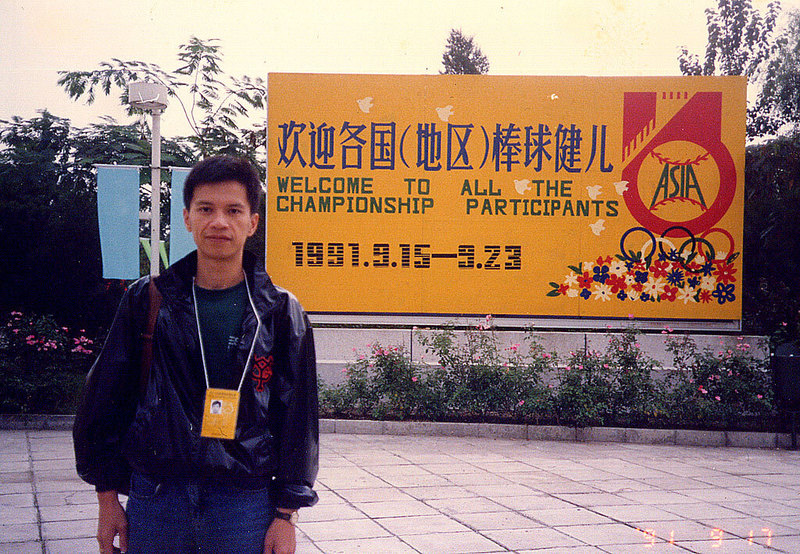 欢迎各国(地区)棒球健儿
WELCOME TO ALL THE
CHAMPIONSHIP PARTICIPANTS
1991.9.15—9.23
ASIA
91 9 17